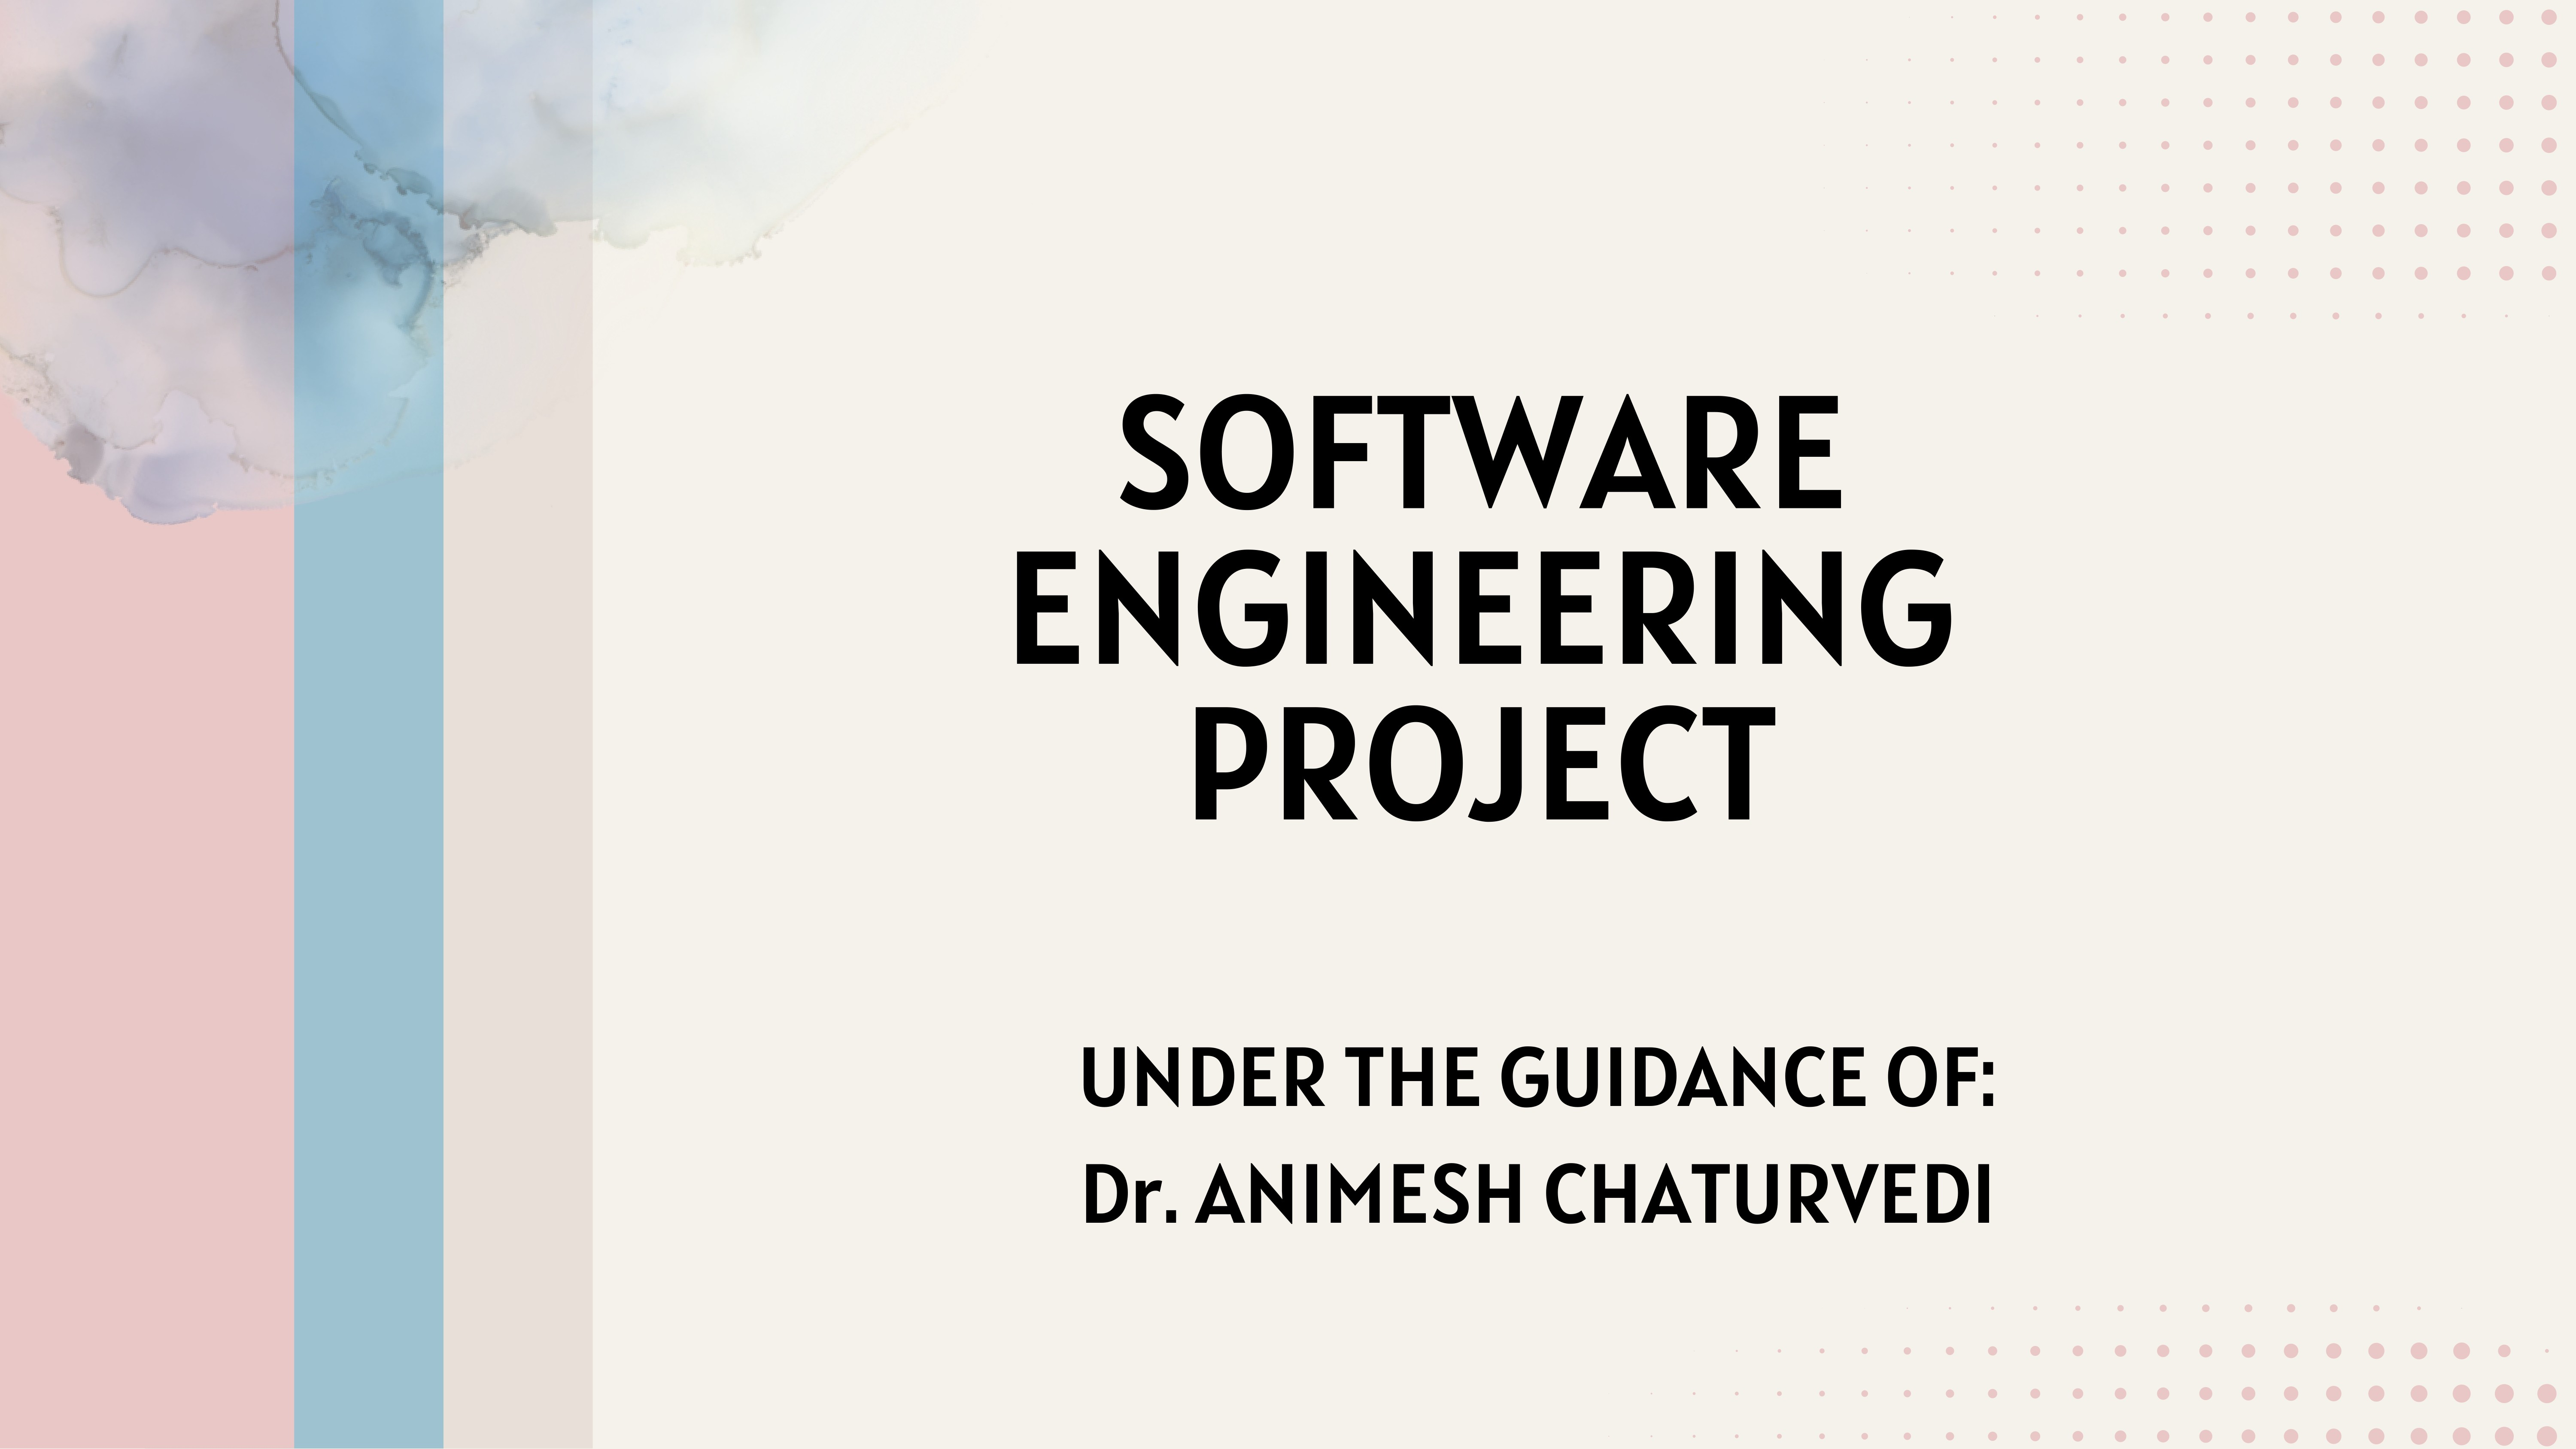 SOFTWARE
ENGINEERING
PROJECT
UNDER THE GUIDANCE OF:
Dr. ANIMESH CHATURVEDI